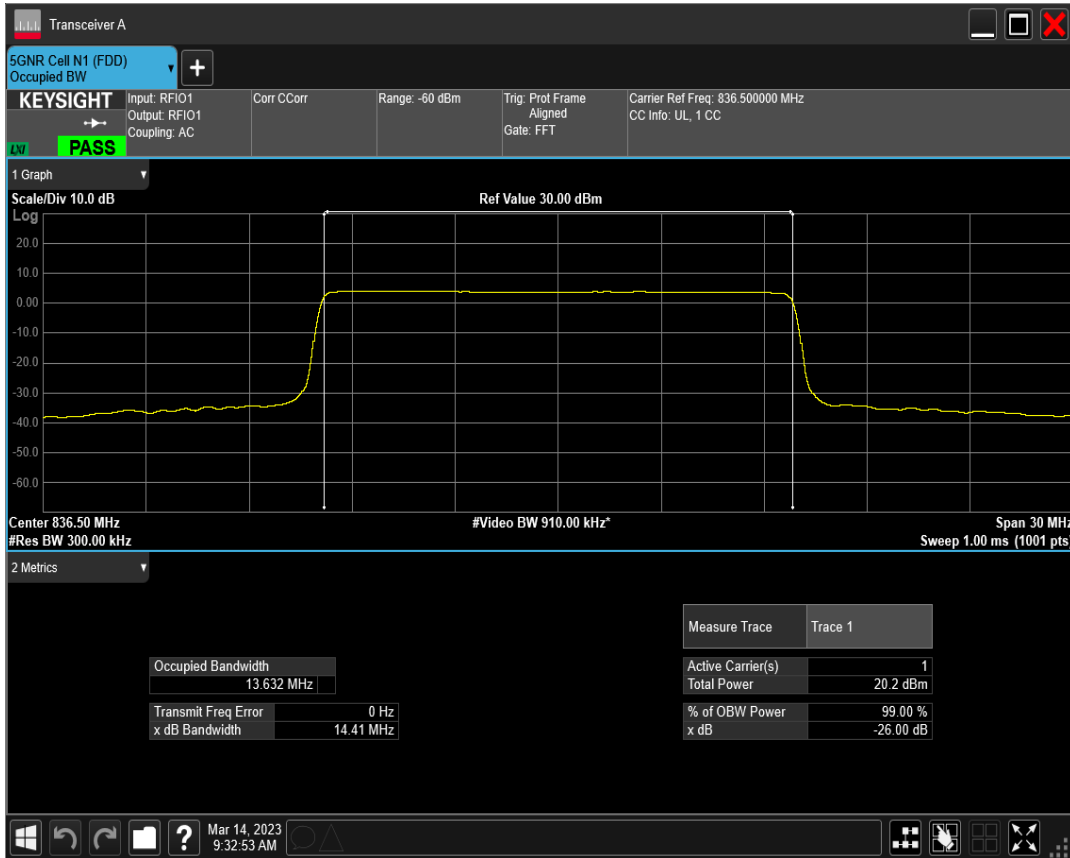 Transceiver A
5GNR Cell N1 (FDD)
Occupied BW
+
KEYSIGHT
LXI
PASS
Input: RFIO1
Output: RFIO1
Coupling: AC
Corr CCorr
Range: -60 dBm
Trig: Prot Frame
Aligned
Gate: FFT
Carrier Ref Freq: 836.500000 MHz
CC Info: UL, 1 CC
1 Graph
Scale/Div 10.0 dB
Ref Value 30.00 dBm
Log
20.0
10.0
0.00
-10.0
-20.0
-30.0
-40.0
-50.0
-60.0
Center 836.50 MHz
#Video BW 910.00 kHz*
Span 30 MHz
#Res BW 300.00 kHz
Sweep 1.00 ms (1001 pts)
2 Metrics
Measure Trace Trace 1
Occupied Bandwidth
13.632 MHz
Active Carrier(s) 1
Total Power 20.2 dBm
Transmit Freq Error 0 Hz
x dB Bandwidth 14.41 MHz
% of OBW Power 99.00 %
x dB -26.00 dB
?
Mar 14, 2023
9:32:53 AM